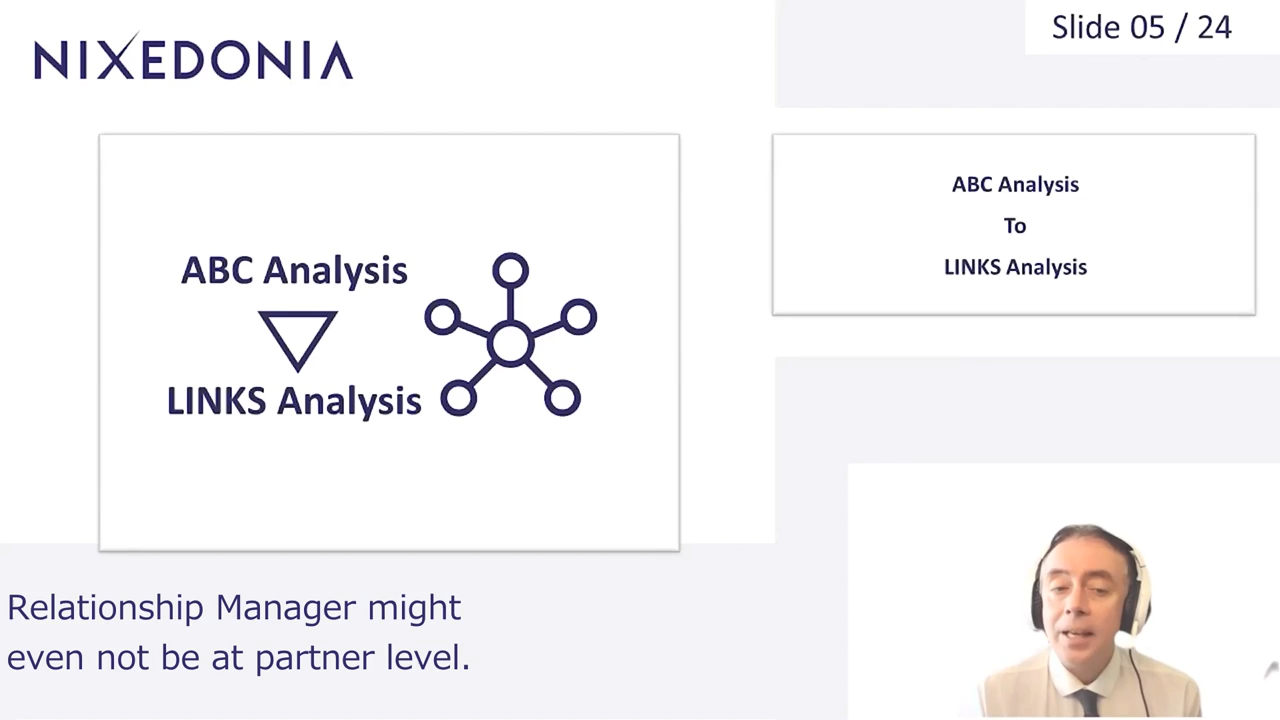 NIXEDONIA
Slide 05 / 24
ABC Analysis
LINKS Analysis
ABC Analysis
To
LINKS Analysis
Relationship Manager might
even not be at partner level.